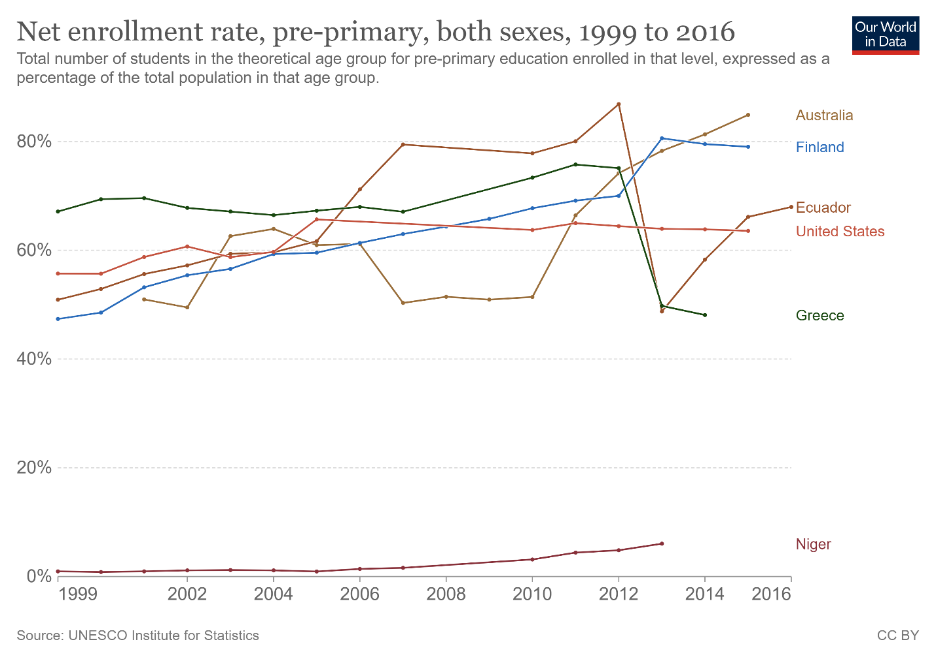 Net enrollment rate, pre-primary, both sexes, 1999 to 2016
Our World
in Data
Total number of students in the theoretical age group for pre-primary education enrolled in that level, expressed as a
percentage of the total population in that age group.
80%
60%
40%
20%
0%
Australia
Finland
Ecuador
United States
Greece
Niger
1999
2002
2004
2006
2008
2010
2012
2014
2016
Source: UNESCO Institute for Statistics
CC BY